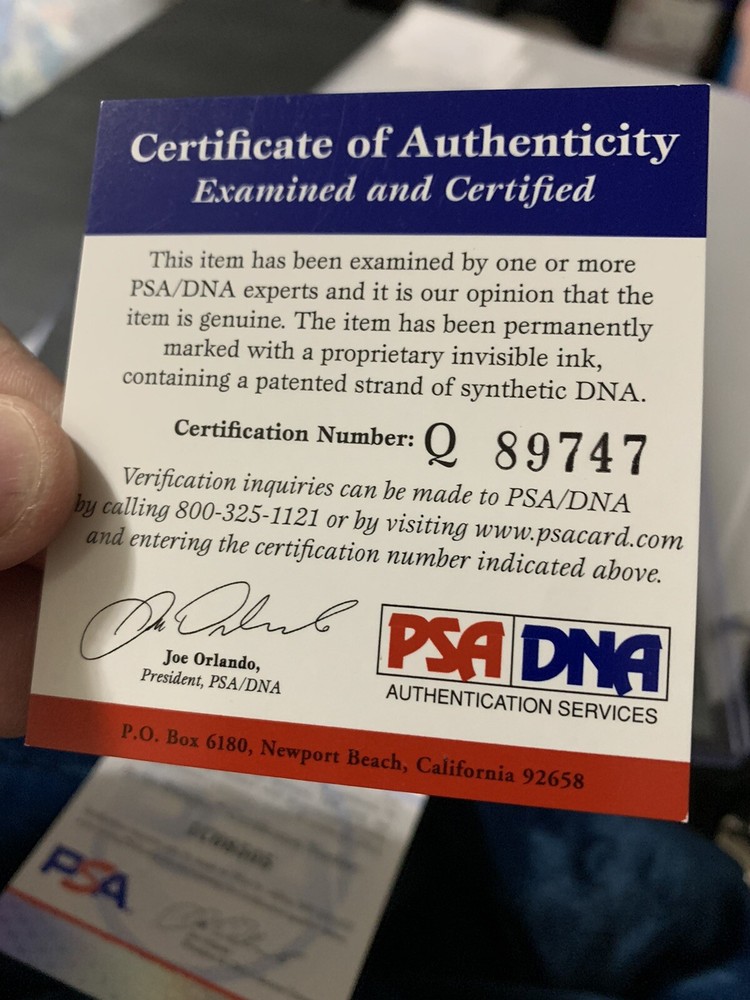 Certificate of Authenticity
Examined and Certified
This item has been examined by one or more
PSA/DNA experts and it is our opinion that the
item is genuine. The item has been permanently
marked with a proprietary invisible ink,
containing a patented strand of synthetic DNA.
Certification Number: Q 89747
Verification inquiries can be made to PSA/DNA
by calling 800-325-1121 or by visiting www.psacard.com
and entering the certification number indicated above.
Joe Orlando,
President, PSA/DNA
PSA DNA
AUTHENTICATION SERVICES
P.O. Box 6180, Newport Beach, California 92658
PSA